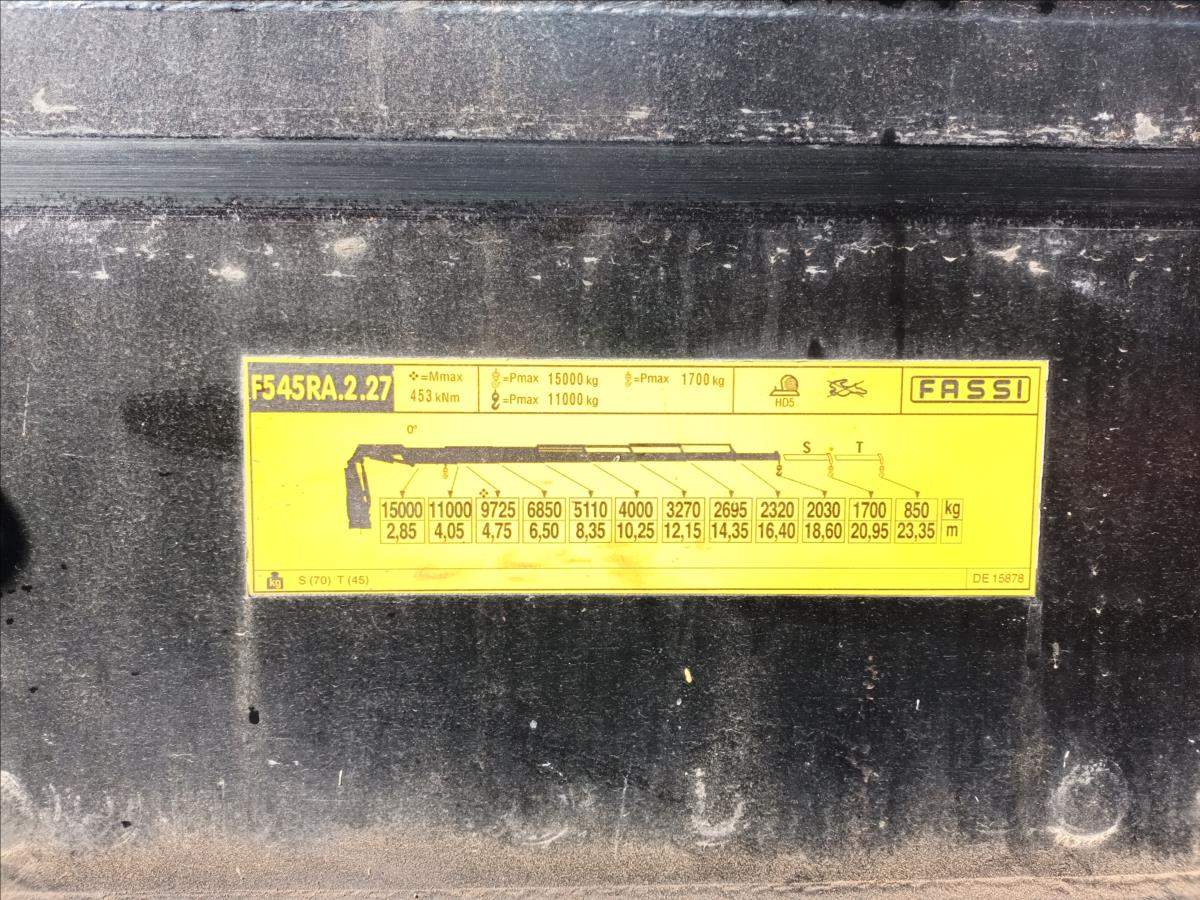 F545RA.2.27
=Mmax
453 kNm
=Pmax 15000 kg
=Pmax 1700 kg
=Pmax 11000 kg
HD5
FASSI
0°
S T
15000 11000 9725 6850 5110 4000 3270 2695 2320 2030 1700 850 kg
2,85 4,05 4,75 6,50 8,35 10,25 12,15 14,35 16,40 18,60 20,95 23,35 m
kg S (70) T (45)
DE 15878